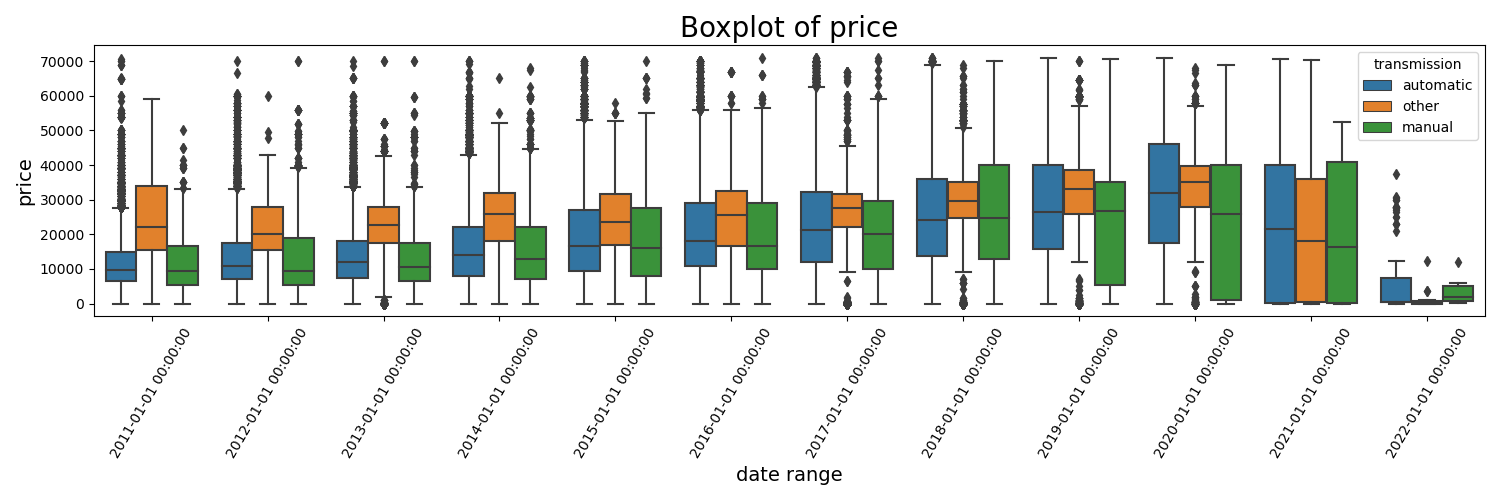 Boxplot of price
price
70000
60000
50000
40000
30000
20000
10000
0
transmission
automatic
other
manual
2011-01-01 00:00:00
2012-01-01 00:00:00
2013-01-01 00:00:00
2014-01-01 00:00:00
2015-01-01 00:00:00
2016-01-01 00:00:00
2017-01-01 00:00:00
2018-01-01 00:00:00
2019-01-01 00:00:00
2020-01-01 00:00:00
2021-01-01 00:00:00
2022-01-01 00:00:00
date range